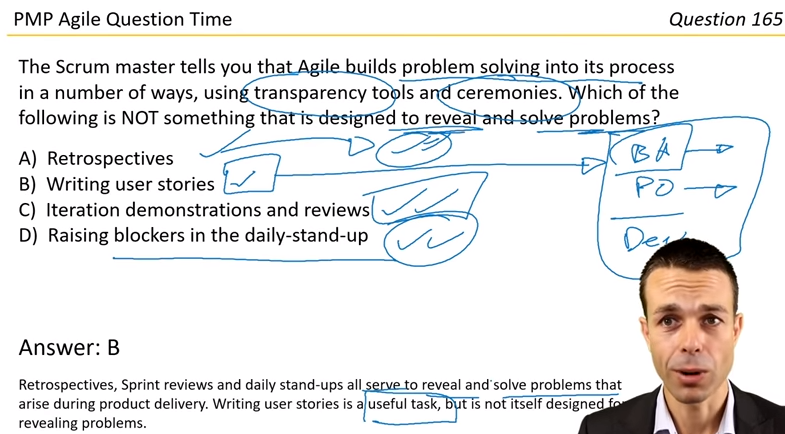 PMP Agile Question Time
Question 165
The Scrum master tells you that Agile builds problem solving into its process
in a number of ways, using transparency tools and ceremonies. Which of the
following is NOT something that is designed to reveal and solve problems?
A) Retrospectives
B) Writing user stories
C) Iteration demonstrations and reviews
D) Raising blockers in the daily-stand-up
BA
PO
Answer: B
Retrospectives, Sprint reviews and daily stand-ups all serve to reveal and solve problems that
arise during product delivery. Writing user stories is a useful task, but is not itself designed
revealing problems.